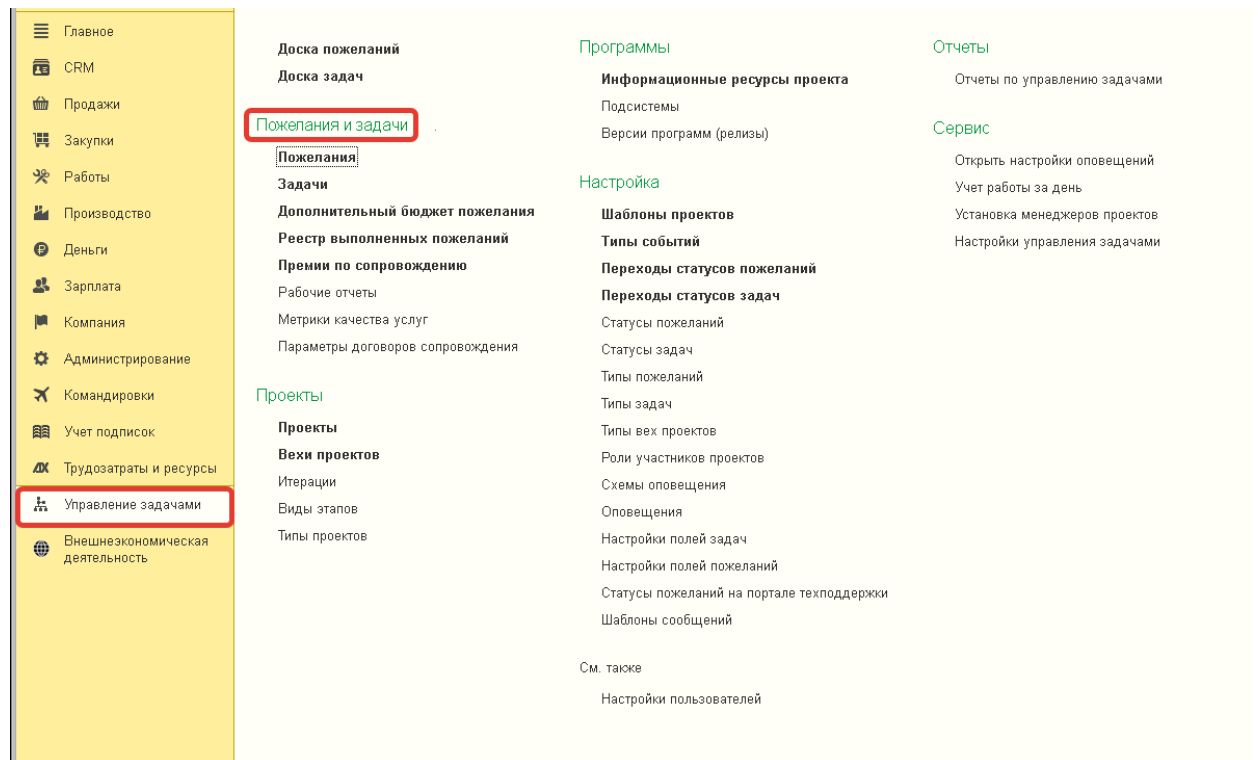 Главное
CRM
Продажи
Закупки
Работы
Производство
Деньги
Зарплата
Компания
Администрирование
Командировки
Учет подписок
Трудозатраты и ресурсы
Управление задачами
Внешнеэкономическая
деятельность
Доска пожеланий
Доска задач
Пожелания и задачи
Пожелания
Задачи
Дополнительный бюджет пожелания
Реестр выполненных пожеланий
Премии по сопровождению
Рабочие отчеты
Метрики качества услуг
Параметры договоров сопровождения
Проекты
Проекты
Вехи проектов
Итерации
Виды этапов
Типы проектов
Программы
Информационные ресурсы проекта
Подсистемы
Версии программ (релизы)
Настройка
Шаблоны проектов
Типы событий
Переходы статусов пожеланий
Переходы статусов задач
Статусы пожеланий
Статусы задач
Типы пожеланий
Типы задач
Типы вех проектов
Роли участников проектов
Схемы оповещения
Оповещения
Настройки полей задач
Настройки полей пожеланий
Статусы пожеланий на портале техподдержки
Шаблоны сообщений
См. также
Настройки пользователей
Отчеты
Отчеты по управлению задачами
Сервис
Открыть настройки оповещений
Учет работы за день
Установка менеджеров проектов
Настройки управления задачами